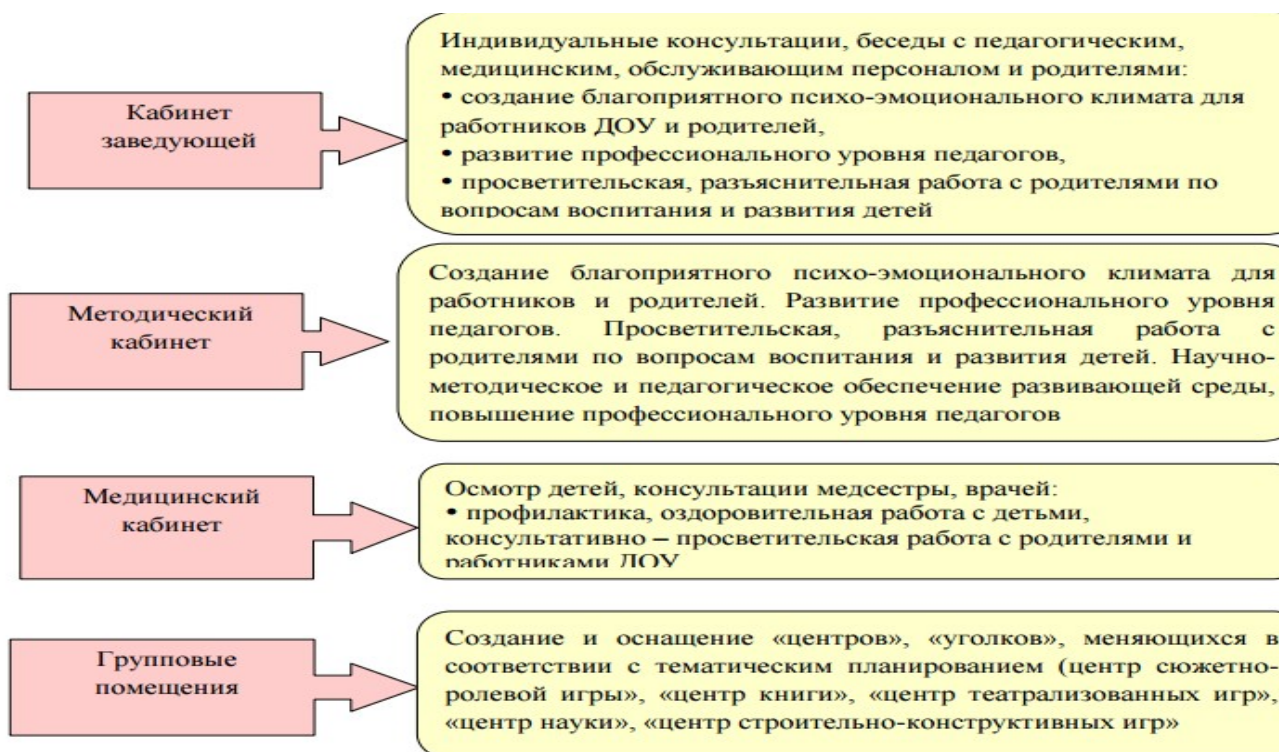 Кабинет
заведующей
Индивидуальные консультации, беседы с педагогическим,
медицинским, обслуживающим персоналом и родителями:
• создание благоприятного психо-эмоционального климата для
работников ДОУ и родителей,
• развитие профессионального уровня педагогов,
• просветительская, разъяснительная работа с родителями по
вопросам воспитания и развития детей
Методический
кабинет
Создание благоприятного психо-эмоционального климата для
работников и родителей. Развитие профессионального уровня
педагогов. Просветительская, разъяснительная работа с
родителями по вопросам воспитания и развития детей. Научно-
методическое и педагогическое обеспечение развивающей среды,
повышение профессионального уровня педагогов
Медицинский
кабинет
Осмотр детей, консультации медсестры, врачей:
• профилактика, оздоровительная работа с детьми,
консультативно – просветительская работа с родителями и
работниками ДОУ
Групповые
помещения
Создание и оснащение «центров», «уголков», меняющихся в
соответствии с тематическим планированием (центр сюжетно-
ролевой игры», «центр книги», «центр театрализованных игр»,
«центр науки», «центр строительно-конструктивных игр»